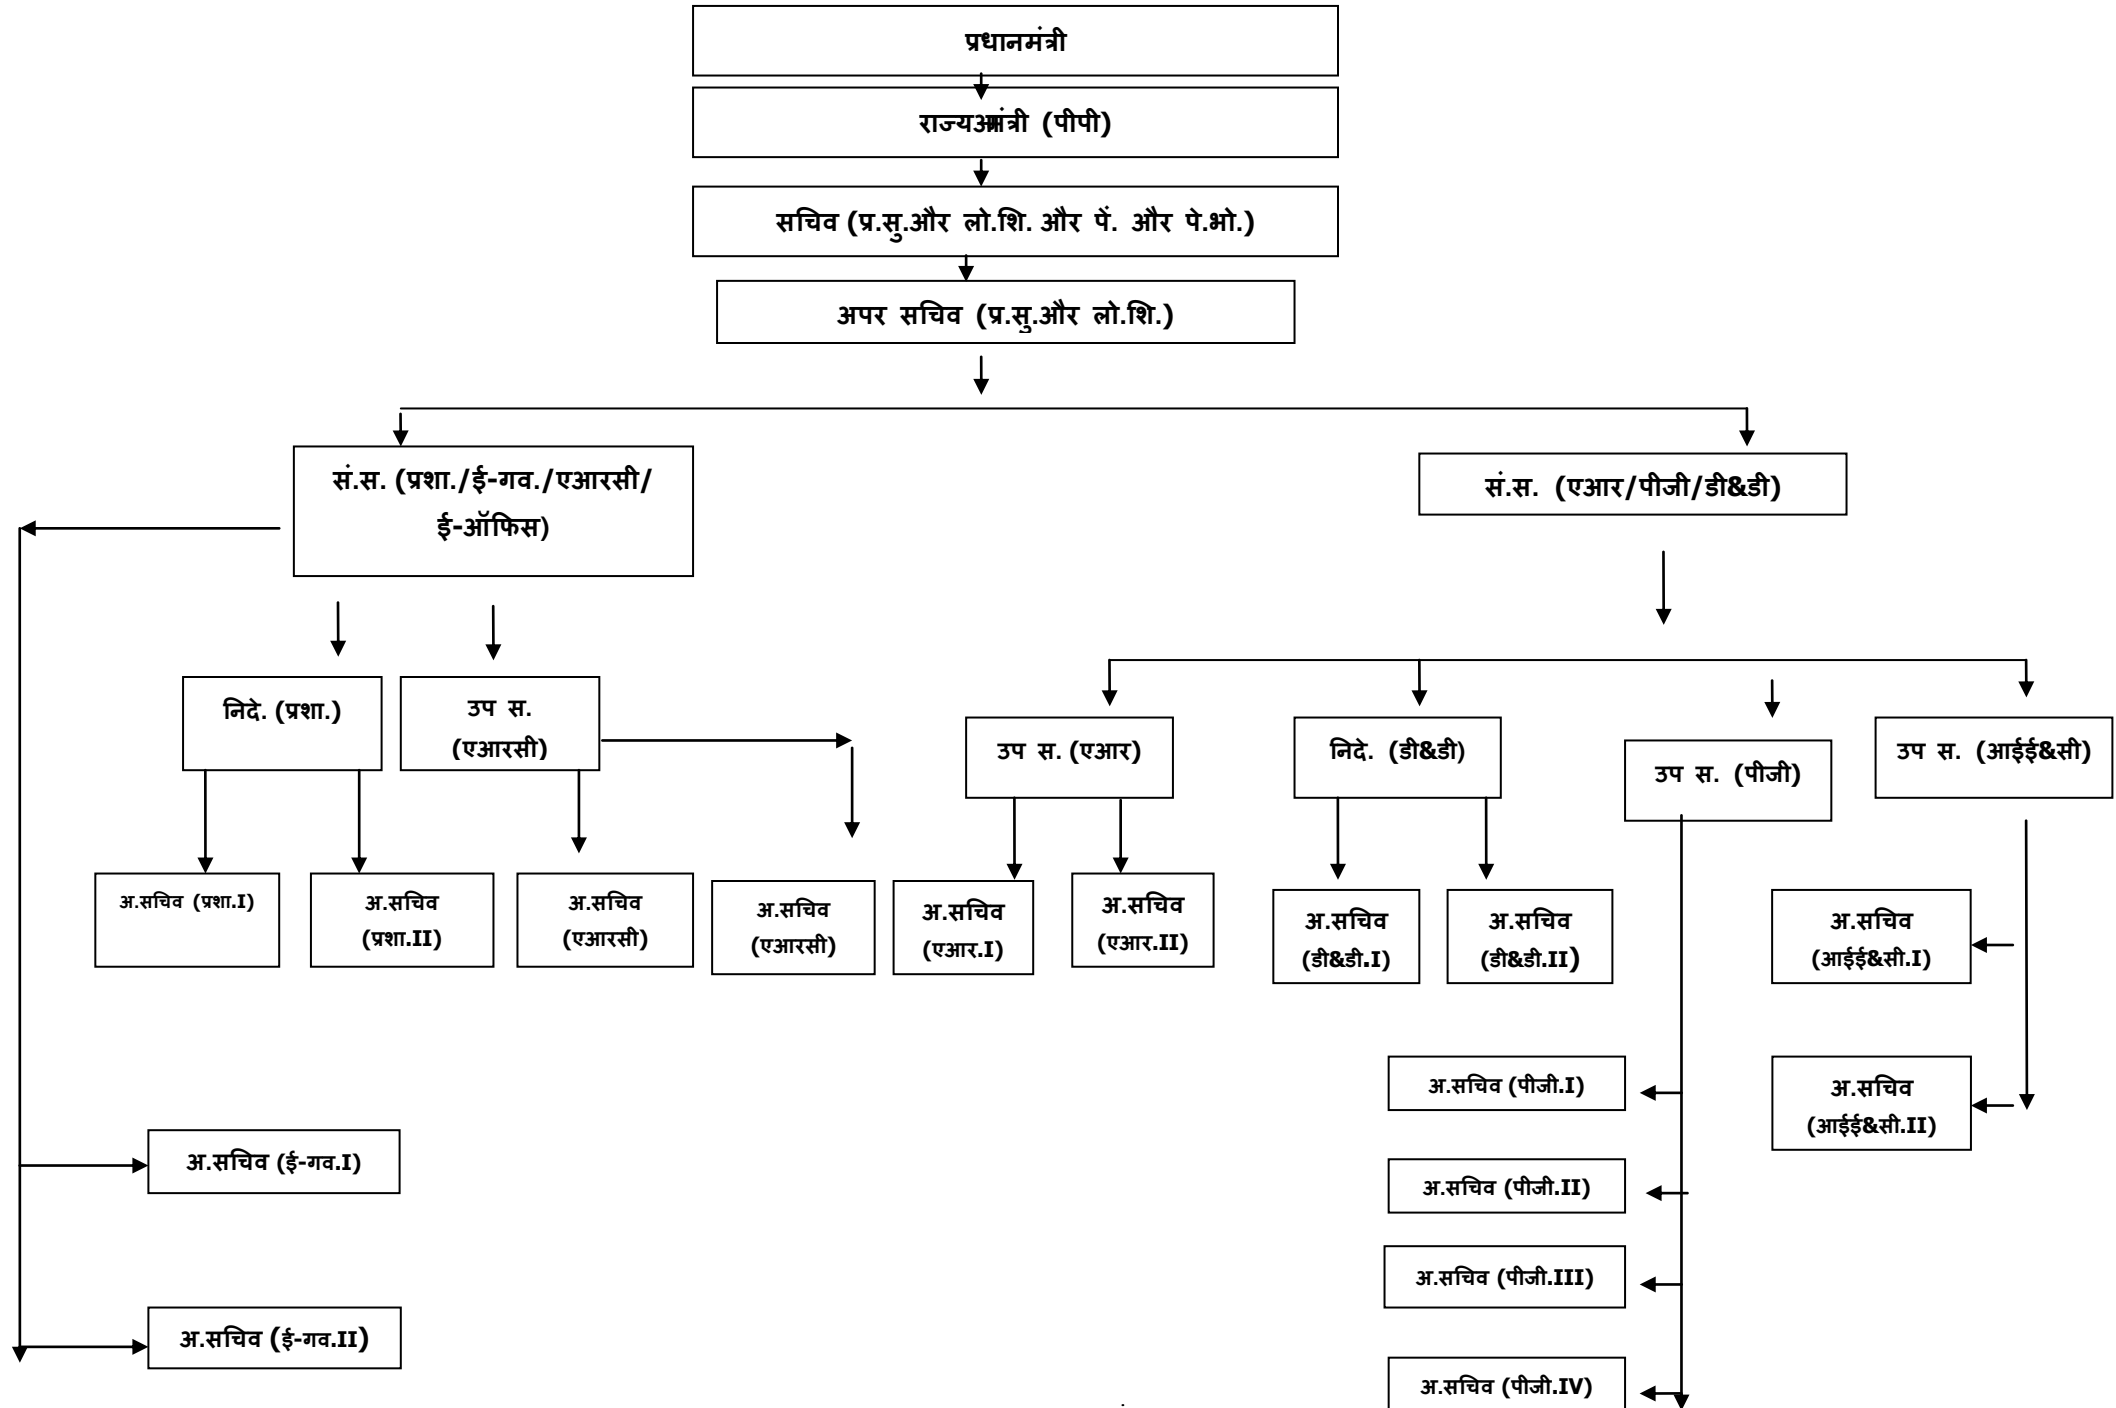 प्रधानमंत्री
(पीपी)
सचिव (प्र.सु.और लो.शि. और पें. और पे.भो.)
अपर सचिव (प्र.सु.और लो.शि.)
सं.स. (प्रशा./ई-गव./एआरसी/
ई-ऑफिस)
सं.स. (एआर/पीजी/डी&डी)
निदे. (प्रशा.)
उप स.
(एआरसी)
उप स. (एआर)
निदे. (डी&डी)
उप स. (पीजी)
उप स. (आईई&सी)
अ.सचिव (प्रशा.I)
अ.सचिव
(प्रशा.II)
अ.सचिव
(एआरसी)
अ.सचिव
(एआरसी)
अ.सचिव
(एआर.I)
अ.सचिव
(एआर.II)
अ.सचिव
(डी&डी.I)
अ.सचिव
(डी&डी.II)
अ.सचिव
(आईई&सी.I)
अ.सचिव (पीजी.I)
अ.सचिव
(आईई&सी.II)
अ.सचिव (ई-गव.I)
अ.सचिव (पीजी.II)
अ.सचिव (पीजी.III)
अ.सचिव (ई-गव.II)
अ.सचिव (पीजी.IV)